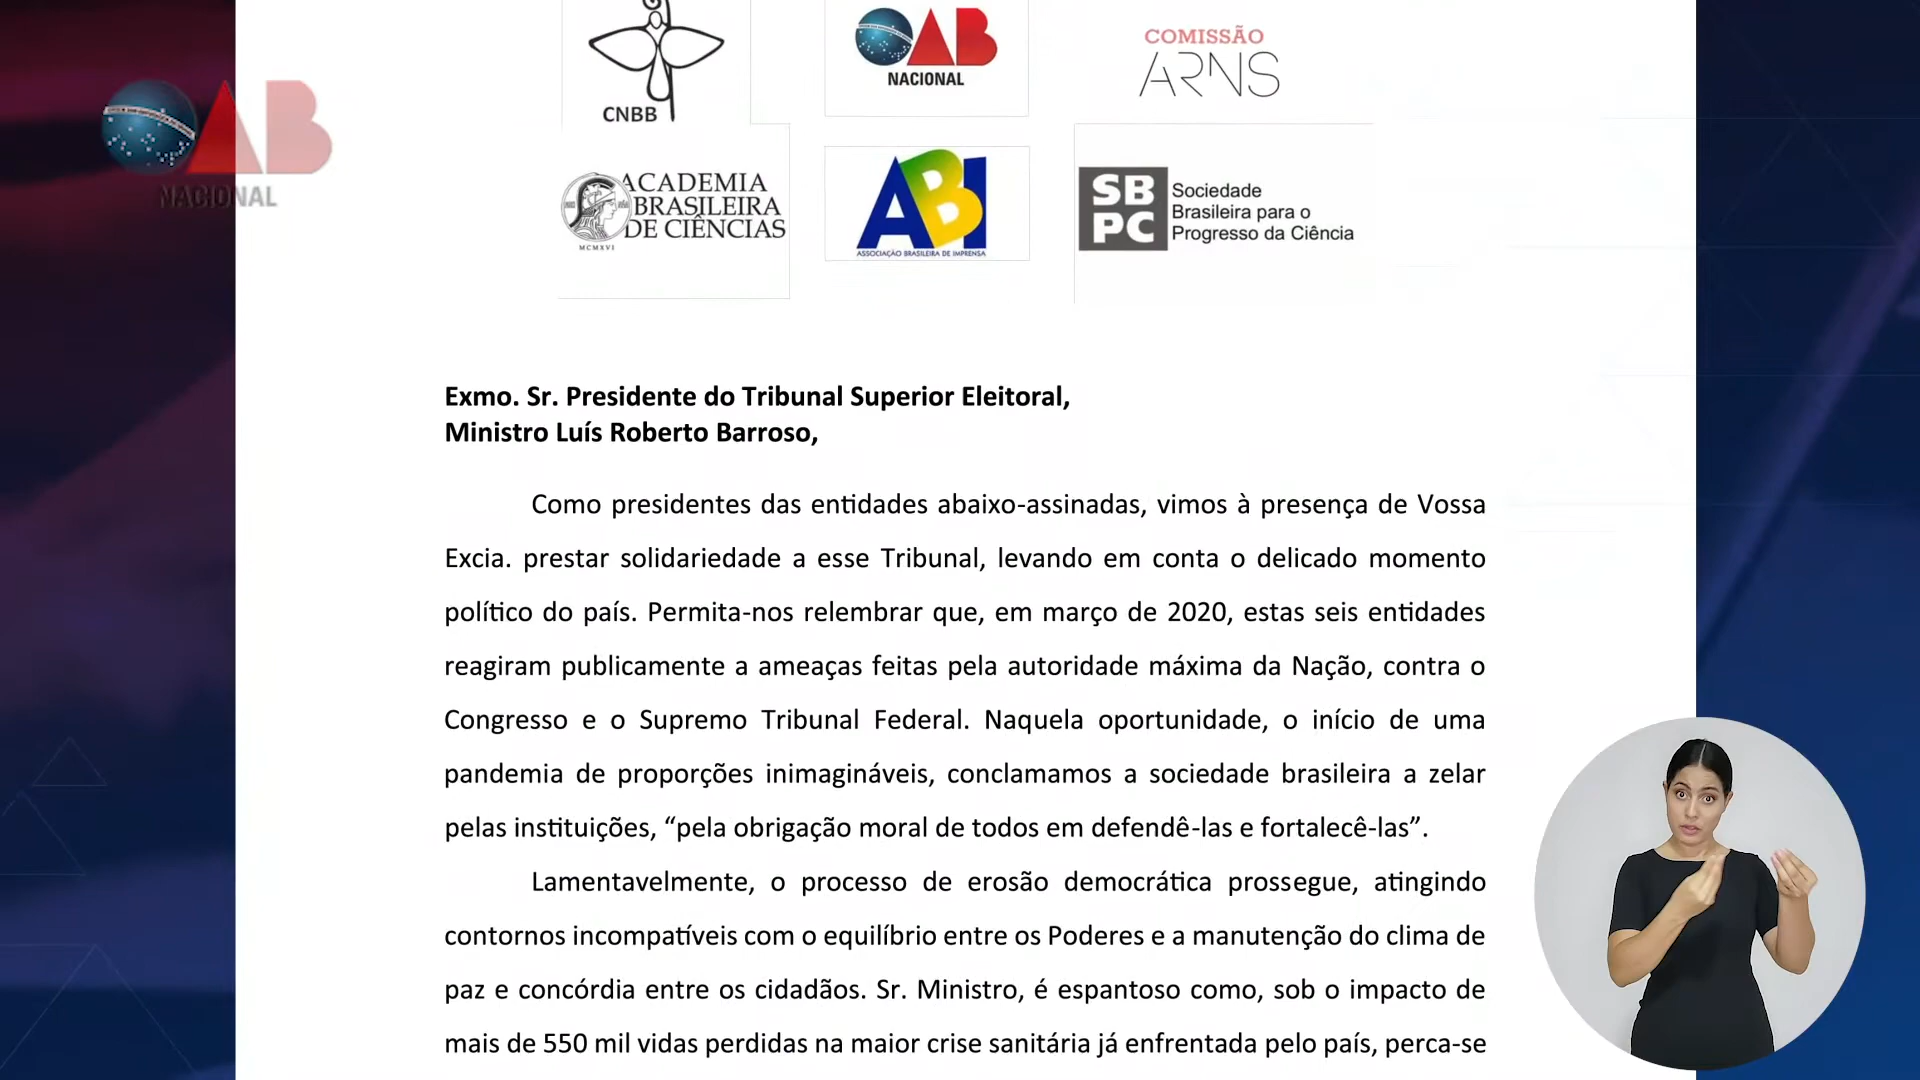 CNBB
OAB
NACIONAL
COMISSÃO
ARNS
OAB
NACIONAL
ACADEMIA
BRASILEIRA
DE CIÊNCIAS
MCMXVI
ABI
ASSOCIAÇÃO BRASILEIRA DE IMPRENSA
SB
PC
Sociedade
Brasileira para o
Progresso da Ciência
Exmo. Sr. Presidente do Tribunal Superior Eleitoral,
Ministro Luís Roberto Barroso,
Como presidentes das entidades abaixo-assinadas, vimos à presença de Vossa
Excia. prestar solidariedade a esse Tribunal, levando em conta o delicado momento
político do país. Permita-nos relembrar que, em março de 2020, estas seis entidades
reagiram publicamente a ameaças feitas pela autoridade máxima da Nação, contra o
Congresso e o Supremo Tribunal Federal. Naquela oportunidade, o início de uma
pandemia de proporções inimagináveis, conclamamos a sociedade brasileira a zelar
pelas instituições, “pela obrigação moral de todos em defendê-las e fortalecê-las”.
Lamentavelmente, o processo de erosão democrática prossegue, atingindo
contornos incompatíveis com o equilíbrio entre os Poderes e a manutenção do clima de
paz e concórdia entre os cidadãos. Sr. Ministro, é espantoso como, sob o impacto de
mais de 550 mil vidas perdidas na maior crise sanitária já enfrentada pelo país, perca-se